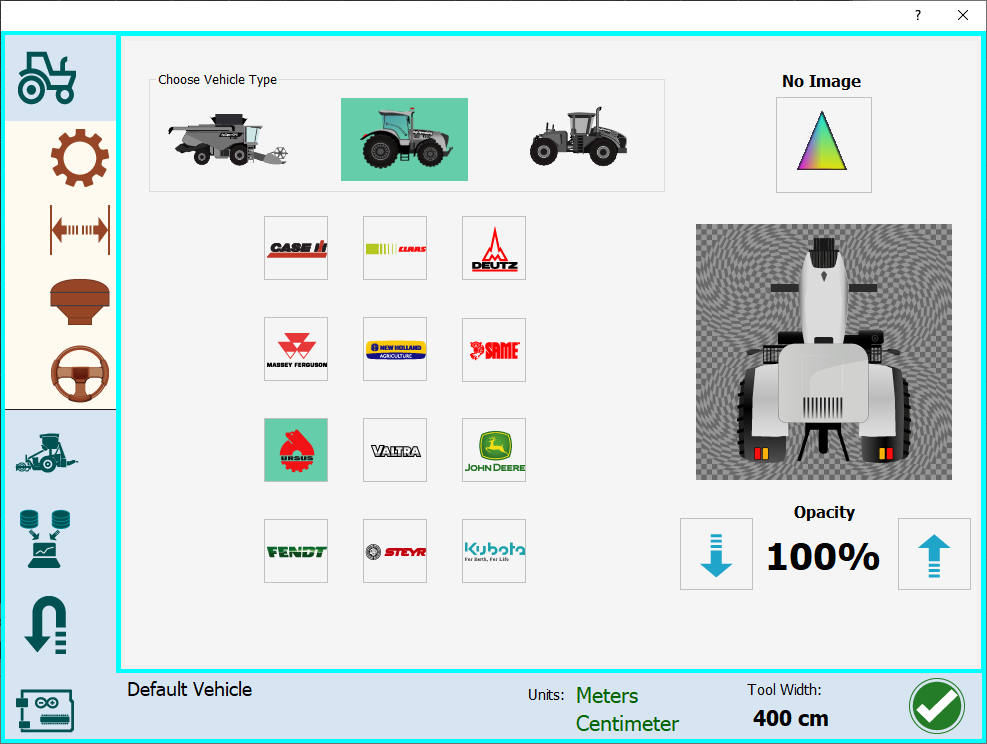 ?
Choose Vehicle Type
No Image
CASE IH
CLAAS
DEUTZ
MASSEY FERGUSON
NEW HOLLAND
AGRICULTURE
SAME
URSUS
VALTRA
JOHN DEERE
FENDT
STEYR
Kubota
For Earth, For Life
Opacity
100%
Default Vehicle
Units:
Meters
Centimeter
Tool Width:
400 cm